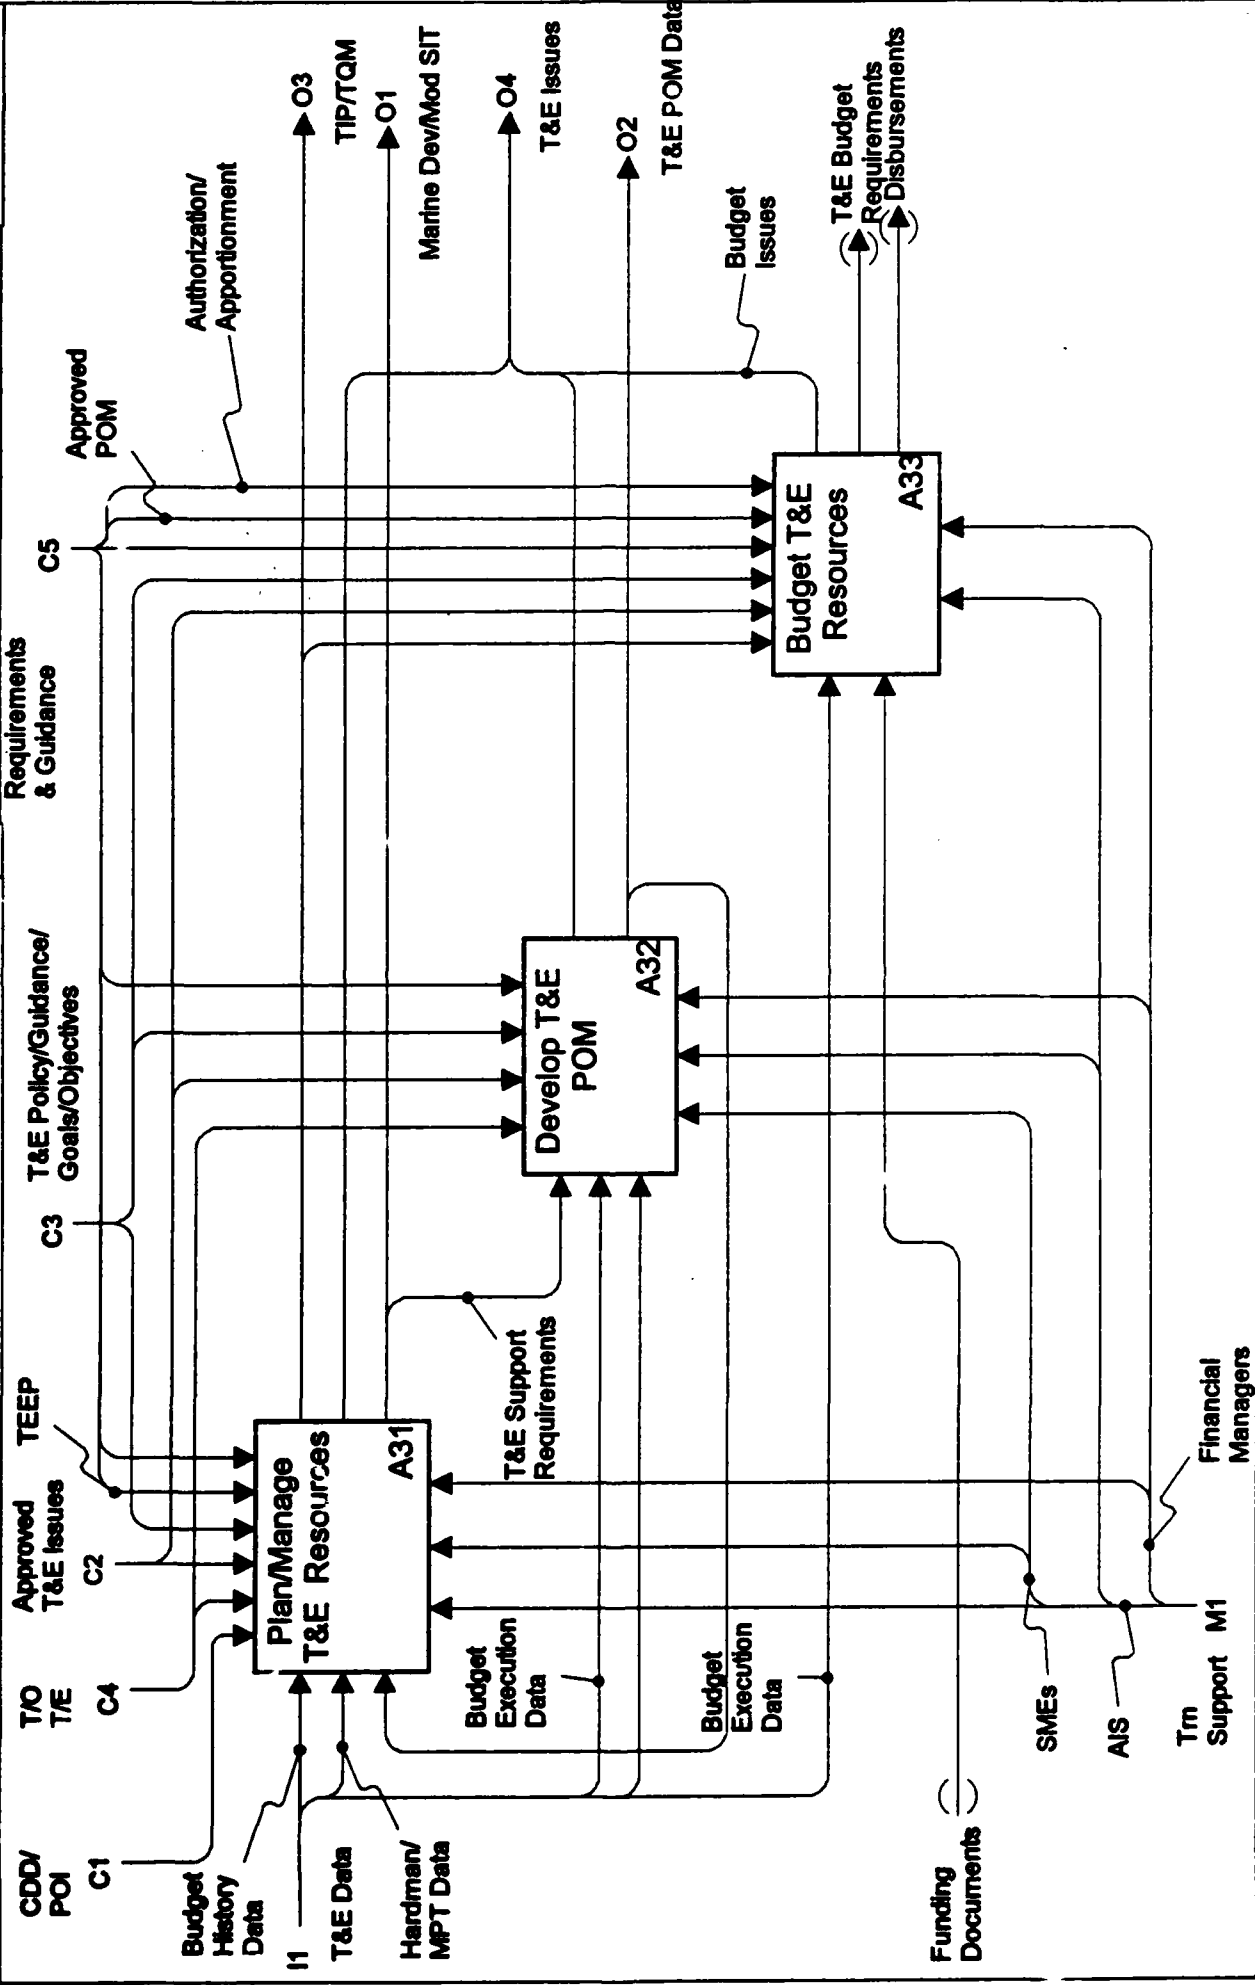 CDD/
POI
C1
T/O
T/E
C4
Approved
T&E Issues
C2
TEEP
T&E Policy/Guidance/
Goals/Objectives
C3
Requirements
& Guidance
C5
Approved
POM
Authorization/
Apportionment
O3
TIP/TQM
O1
Marine Dev/Mod SIT
O4
T&E Issues
O2
T&E POM Data
Budget
History
Data
I1
T&E Data
Hardman/
MPT Data
Plan/Manage
T&E Resources
A31
T&E Support
Requirements
Develop T&E
POM
A32
Budget
Issues
Budget T&E
Resources
A33
T&E Budget
Requirements
Disbursements
Budget
Execution
Data
Budget
Execution
Data
Funding
Documents
SMEs
AIS
Trn
Support
M1
Financial
Managers